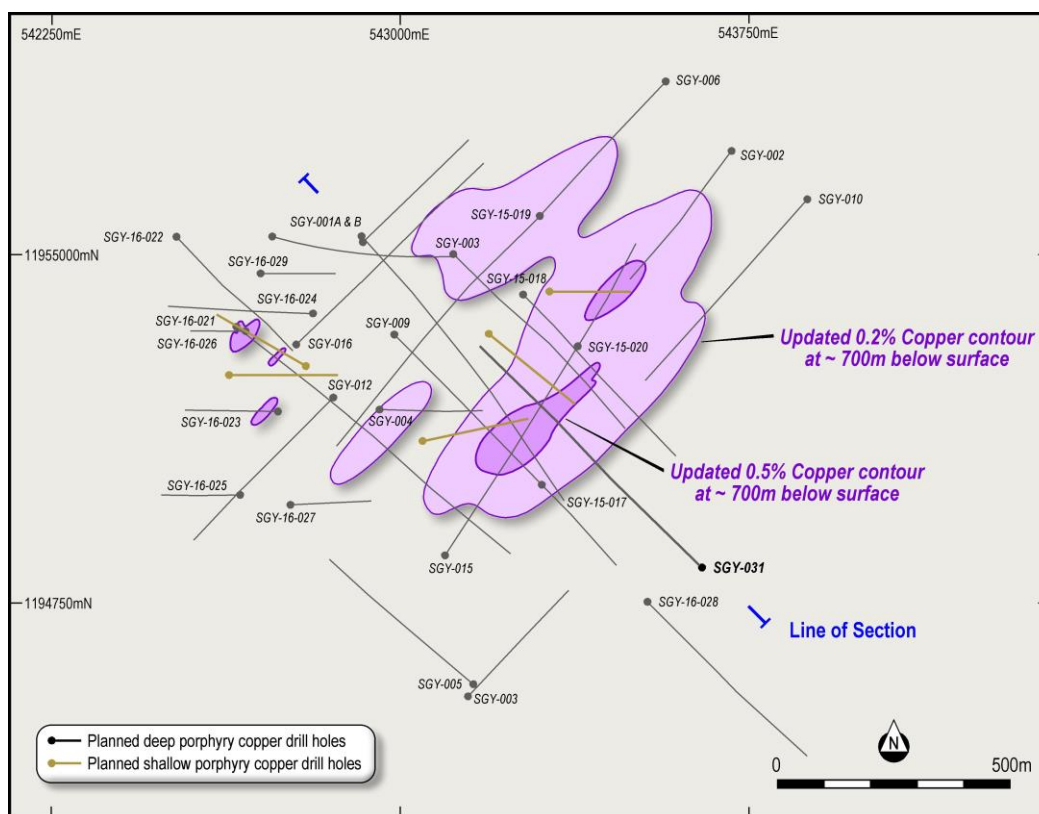 542250mE
543000mE
543750mE
SGY-006
SGY-002
SGY-010
SGY-15-019
SGY-001A & B
SGY-16-022
SGY-003
11955000mN
SGY-16-029
SGY-15-018
SGY-16-024
SGY-16-021
SGY-009
SGY-16-026
SGY-016
SGY-15-020
Updated 0.2% Copper contour
at ~ 700m below surface
SGY-012
SGY-16-023
SGY-004
Updated 0.5% Copper contour
at ~ 700m below surface
SGY-16-025
SGY-16-027
SGY-15-017
SGY-015
SGY-031
1194750mN
SGY-16-028
Line of Section
SGY-005
SGY-003
Planned deep porphyry copper drill holes
Planned shallow porphyry copper drill holes
N
0
500m